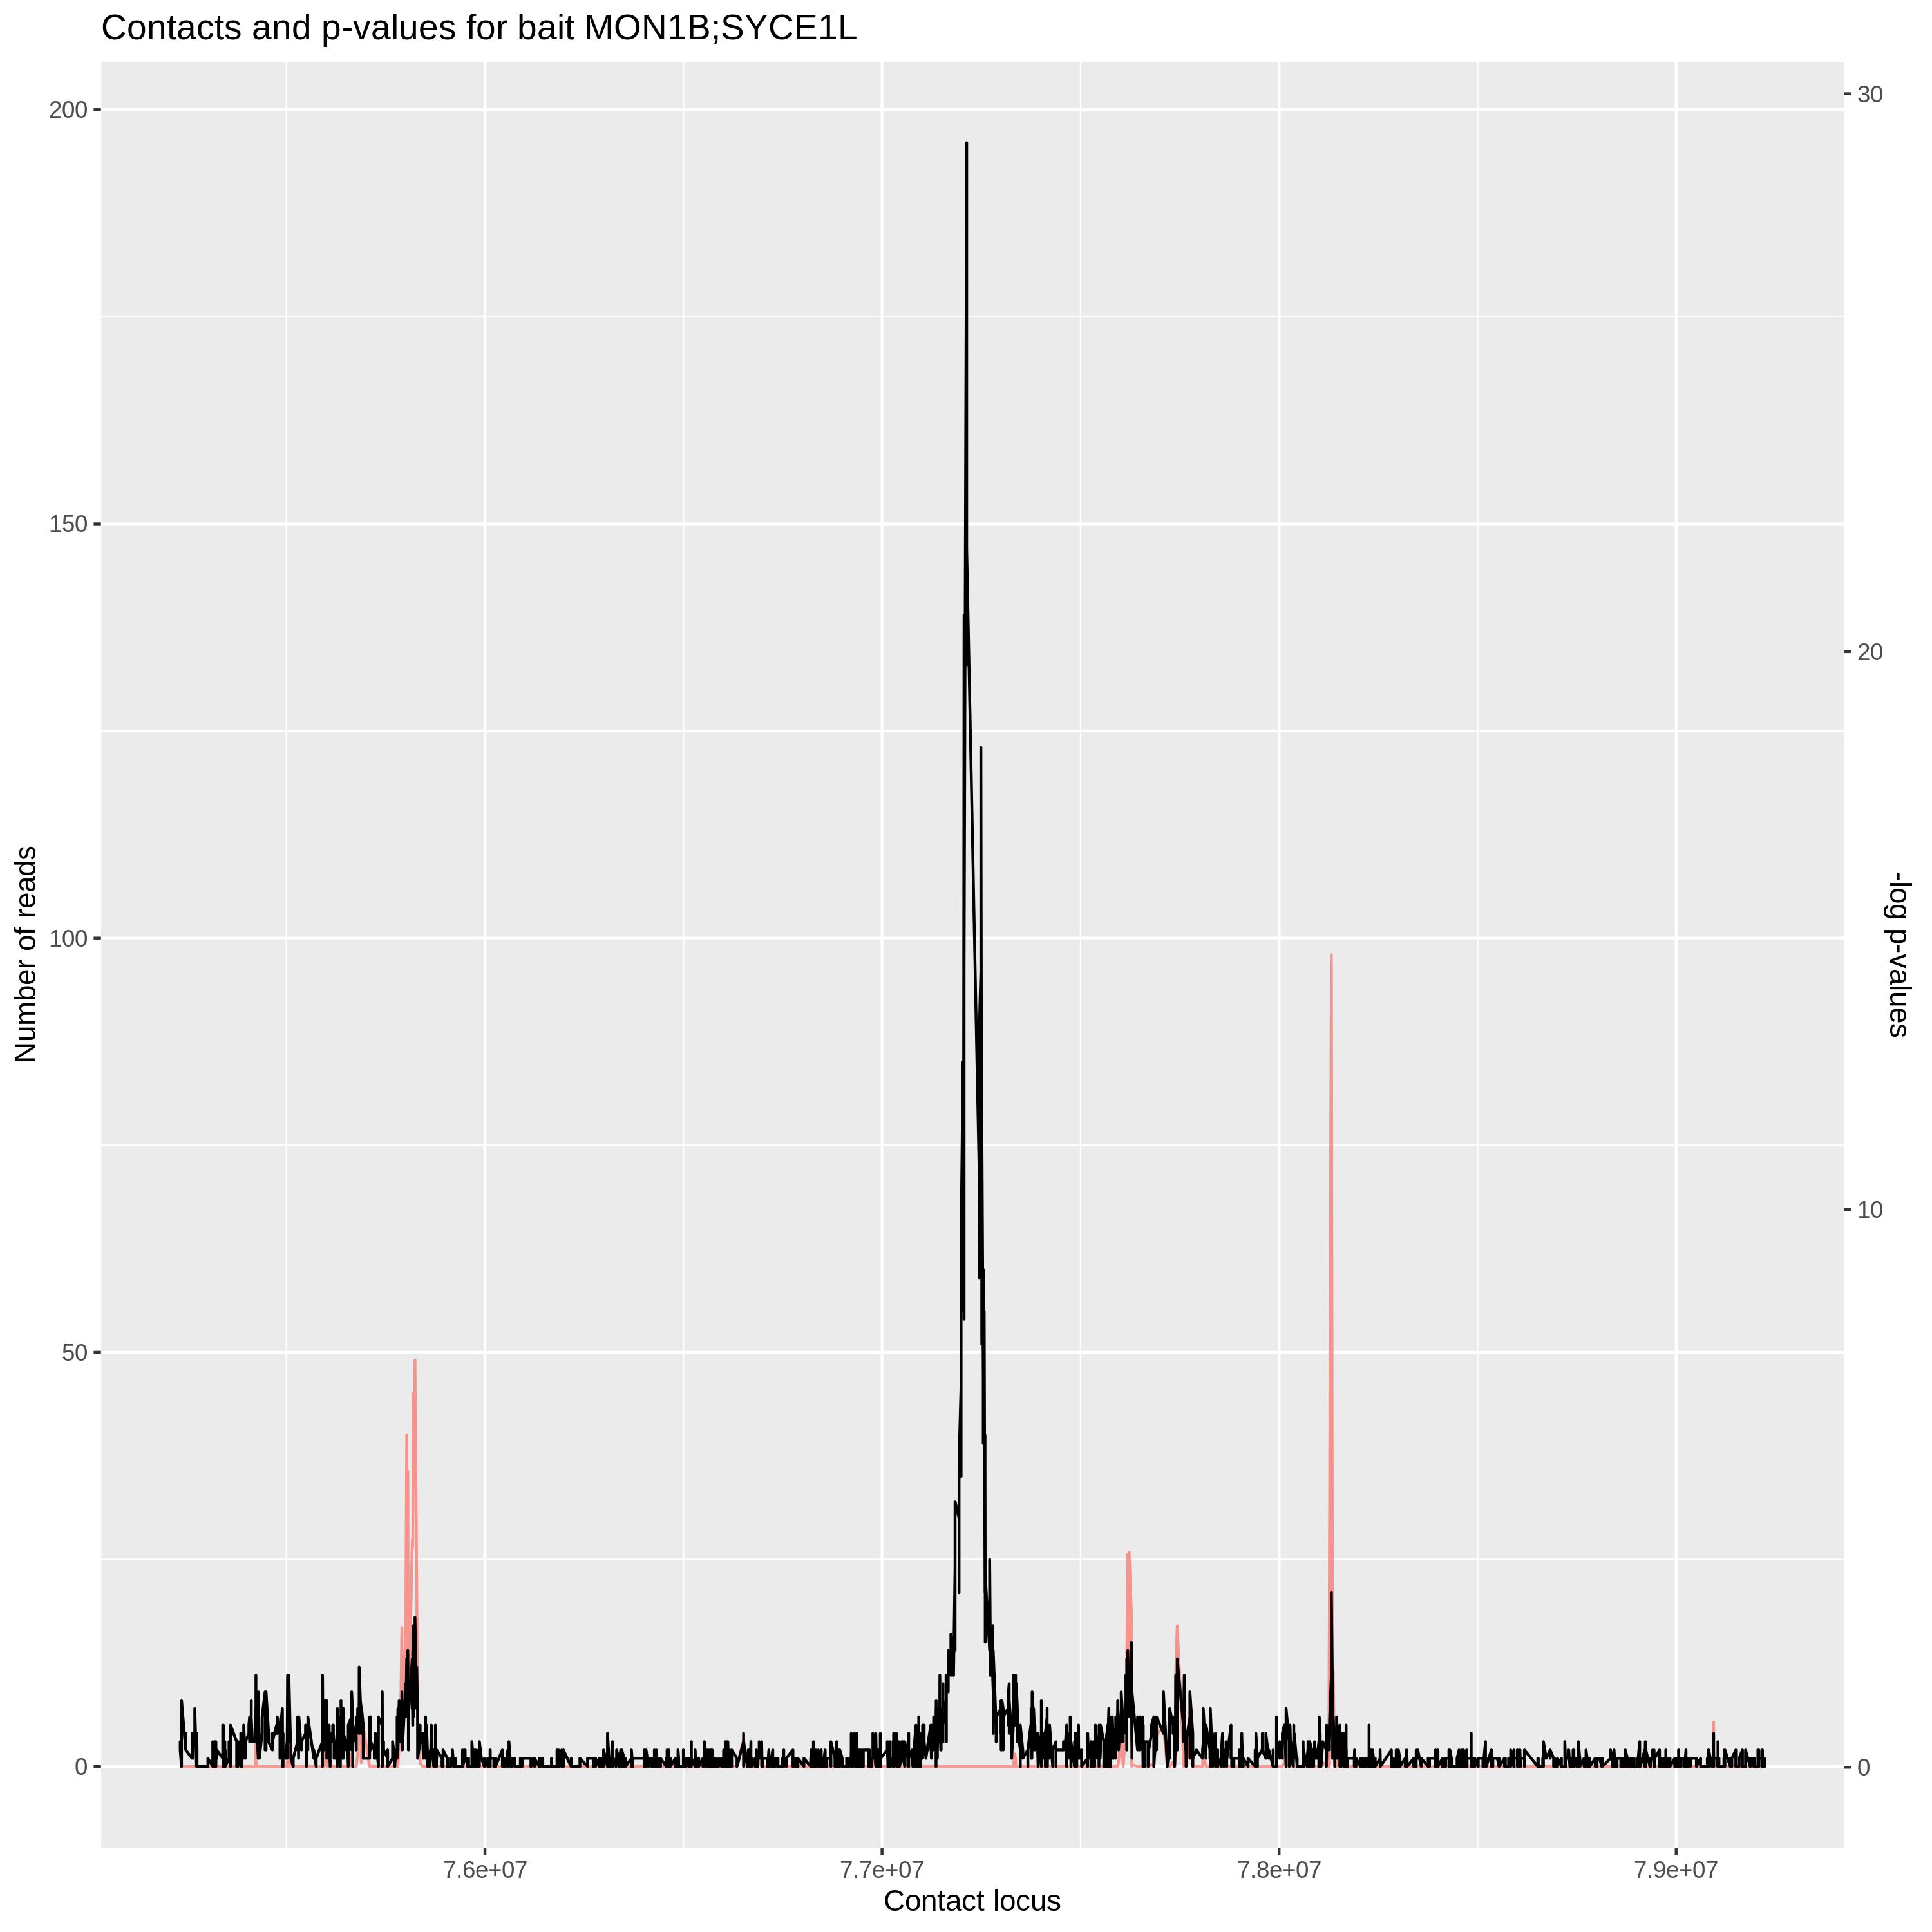 Contacts and p-values for bait MON1B;SYCE1L
200
150
100
50
0
Number of reads
30
20
10
0
-log p-values
7.6e+07
7.7e+07
7.8e+07
7.9e+07
Contact locus